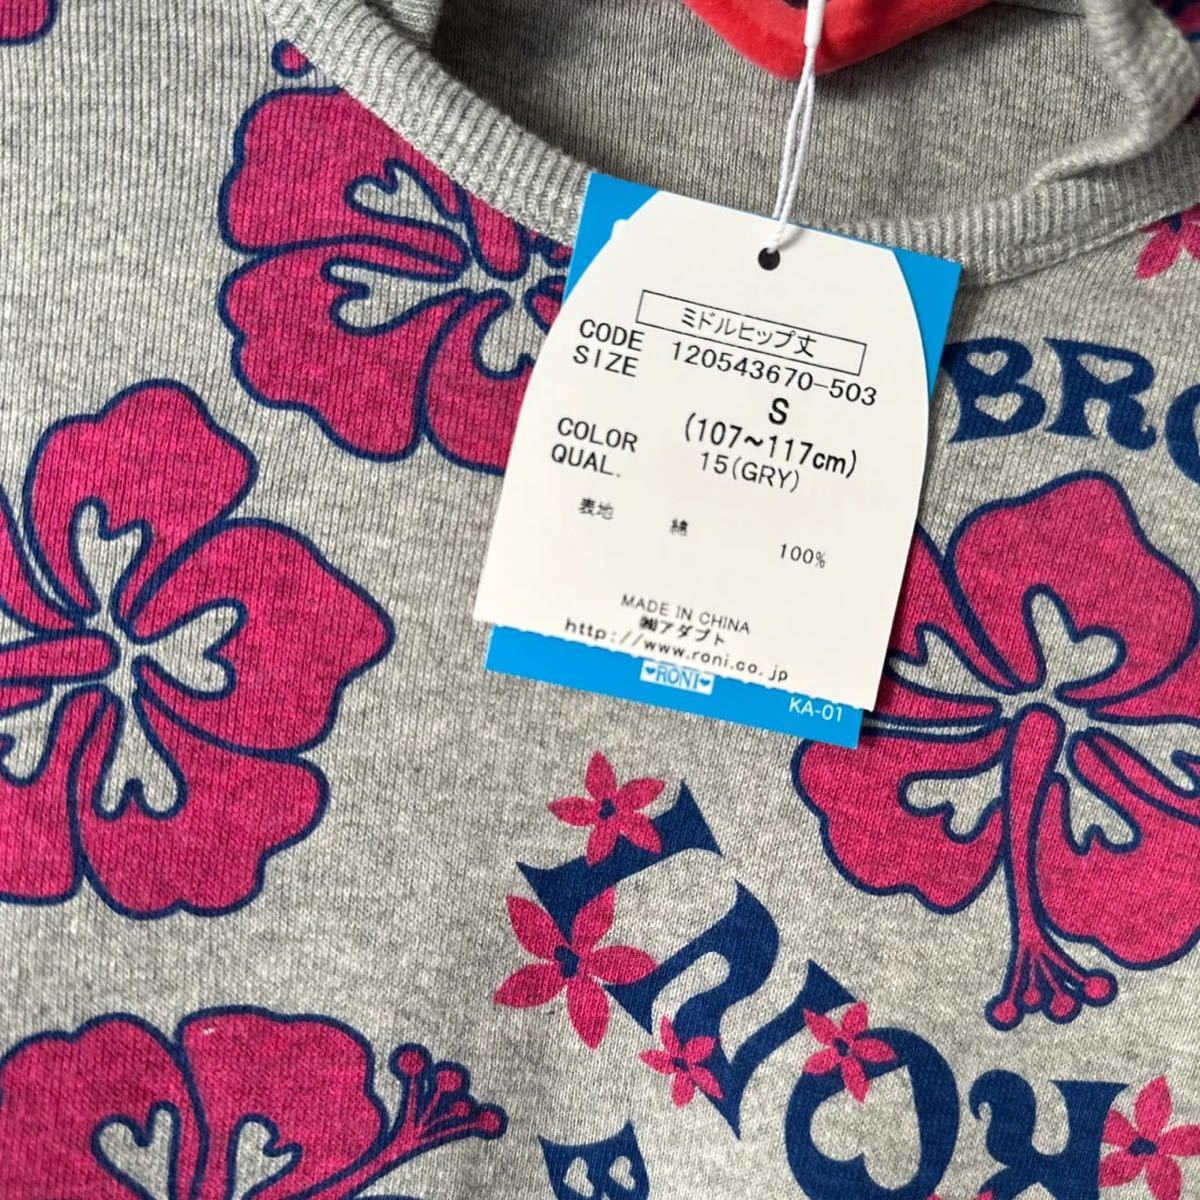 ミドルヒップ丈
CODE 120543670-503
SIZE S
(107~117cm)
COLOR 15(GRY)
QUAL.
表地 綿 100%
MADE IN CHINA
㈱アダプト
http://www.roni.co.jp
RONI
KA-01
BRO
RONI